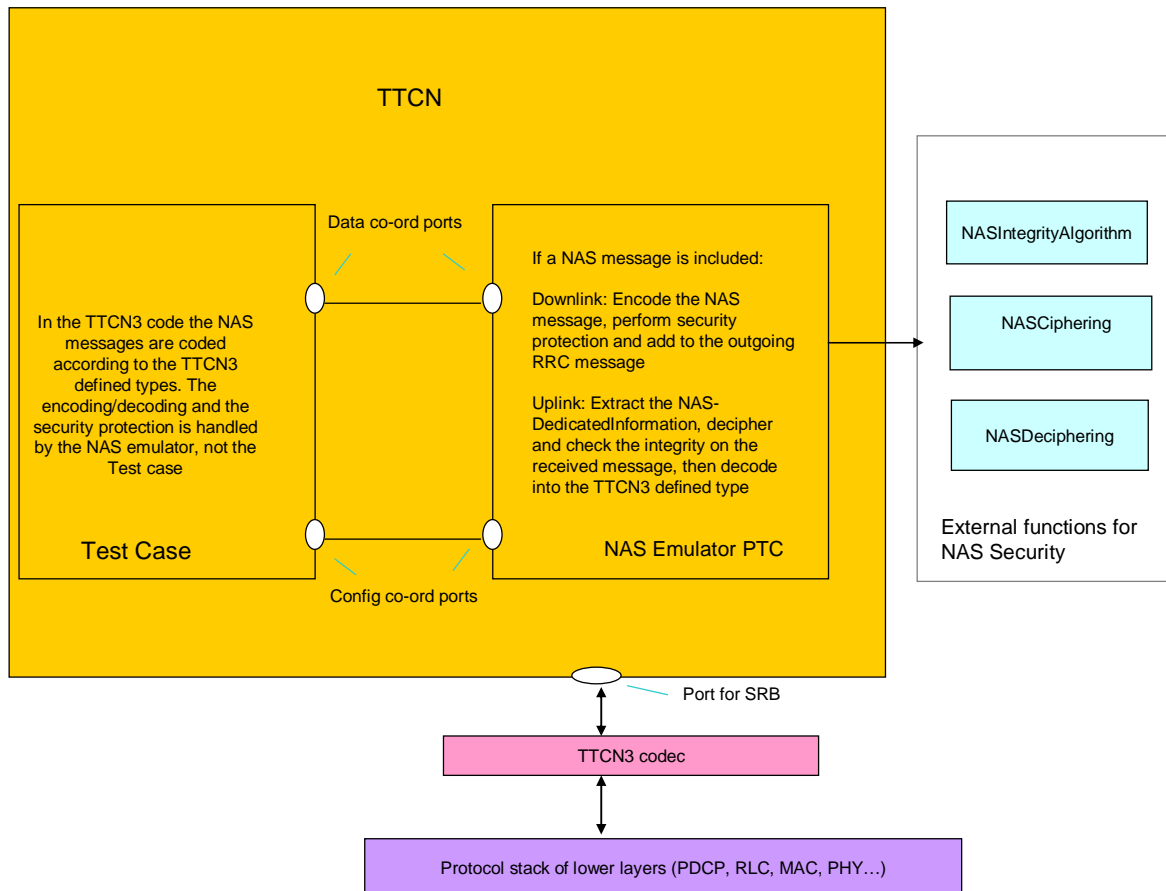 TTCN
Data co-ord ports
In the TTCN3 code the NAS
messages are coded
according to the TTCN3
defined types. The
encoding/decoding and the
security protection is handled
by the NAS emulator, not the
Test case
Test Case
If a NAS message is included:
Downlink: Encode the NAS
message, perform security
protection and add to the outgoing
RRC message
Uplink: Extract the NAS-
DedicatedInformation, decipher
and check the integrity on the
received message, then decode
into the TTCN3 defined type
NAS Emulator PTC
Config co-ord ports
NASIntegrityAlgorithm
NASCiphering
NASDeciphering
External functions for
NAS Security
Port for SRB
TTCN3 codec
Protocol stack of lower layers (PDCP, RLC, MAC, PHY…)